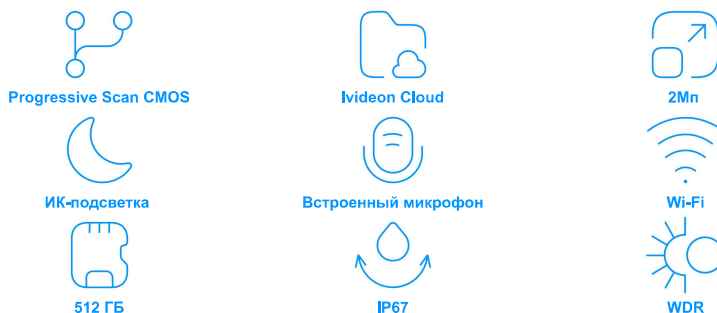 Progressive Scan CMOS
Ivideon Cloud
2Мп
ИК-подсветка
Встроенный микрофон
Wi-Fi
512 ГБ
IP67
WDR